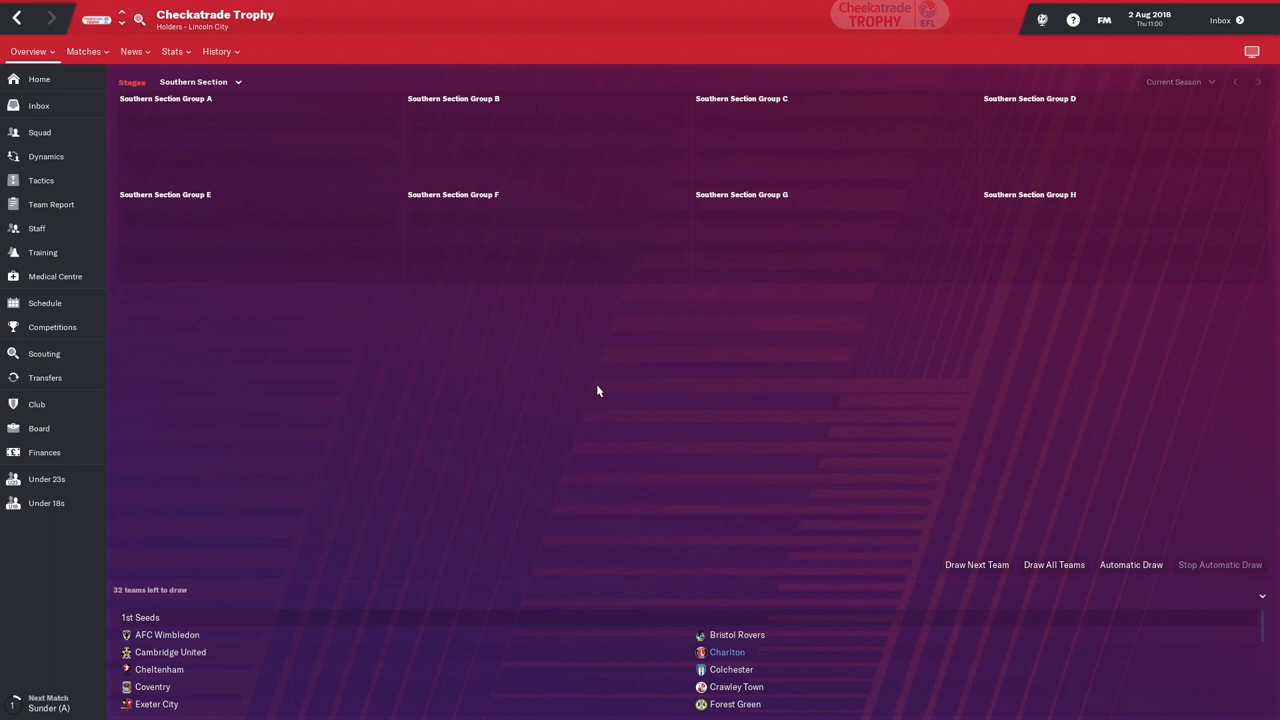 Checkatrade Trophy
Holders - Lincoln City
Checkatrade
TROPHY EFL
FM
2 Aug 2018
Thu 11:00
Inbox
Overview
Matches
News
Stats
History
Home
Inbox
Squad
Dynamics
Tactics
Team Report
Staff
Training
Medical Centre
Schedule
Competitions
Scouting
Transfers
Club
Board
Finances
Under 23s
Under 18s
1
Next Match
Sunder (A)
Stages
Southern Section
Current Season
Southern Section Group A
Southern Section Group B
Southern Section Group C
Southern Section Group D
Southern Section Group E
Southern Section Group F
Southern Section Group G
Southern Section Group H
Draw Next Team
Draw All Teams
Automatic Draw
Stop Automatic Draw
32 teams left to draw
1st Seeds
AFC Wimbledon
Bristol Rovers
Cambridge United
Charlton
Cheltenham
Colchester
Coventry
Crawley Town
Exeter City
Forest Green